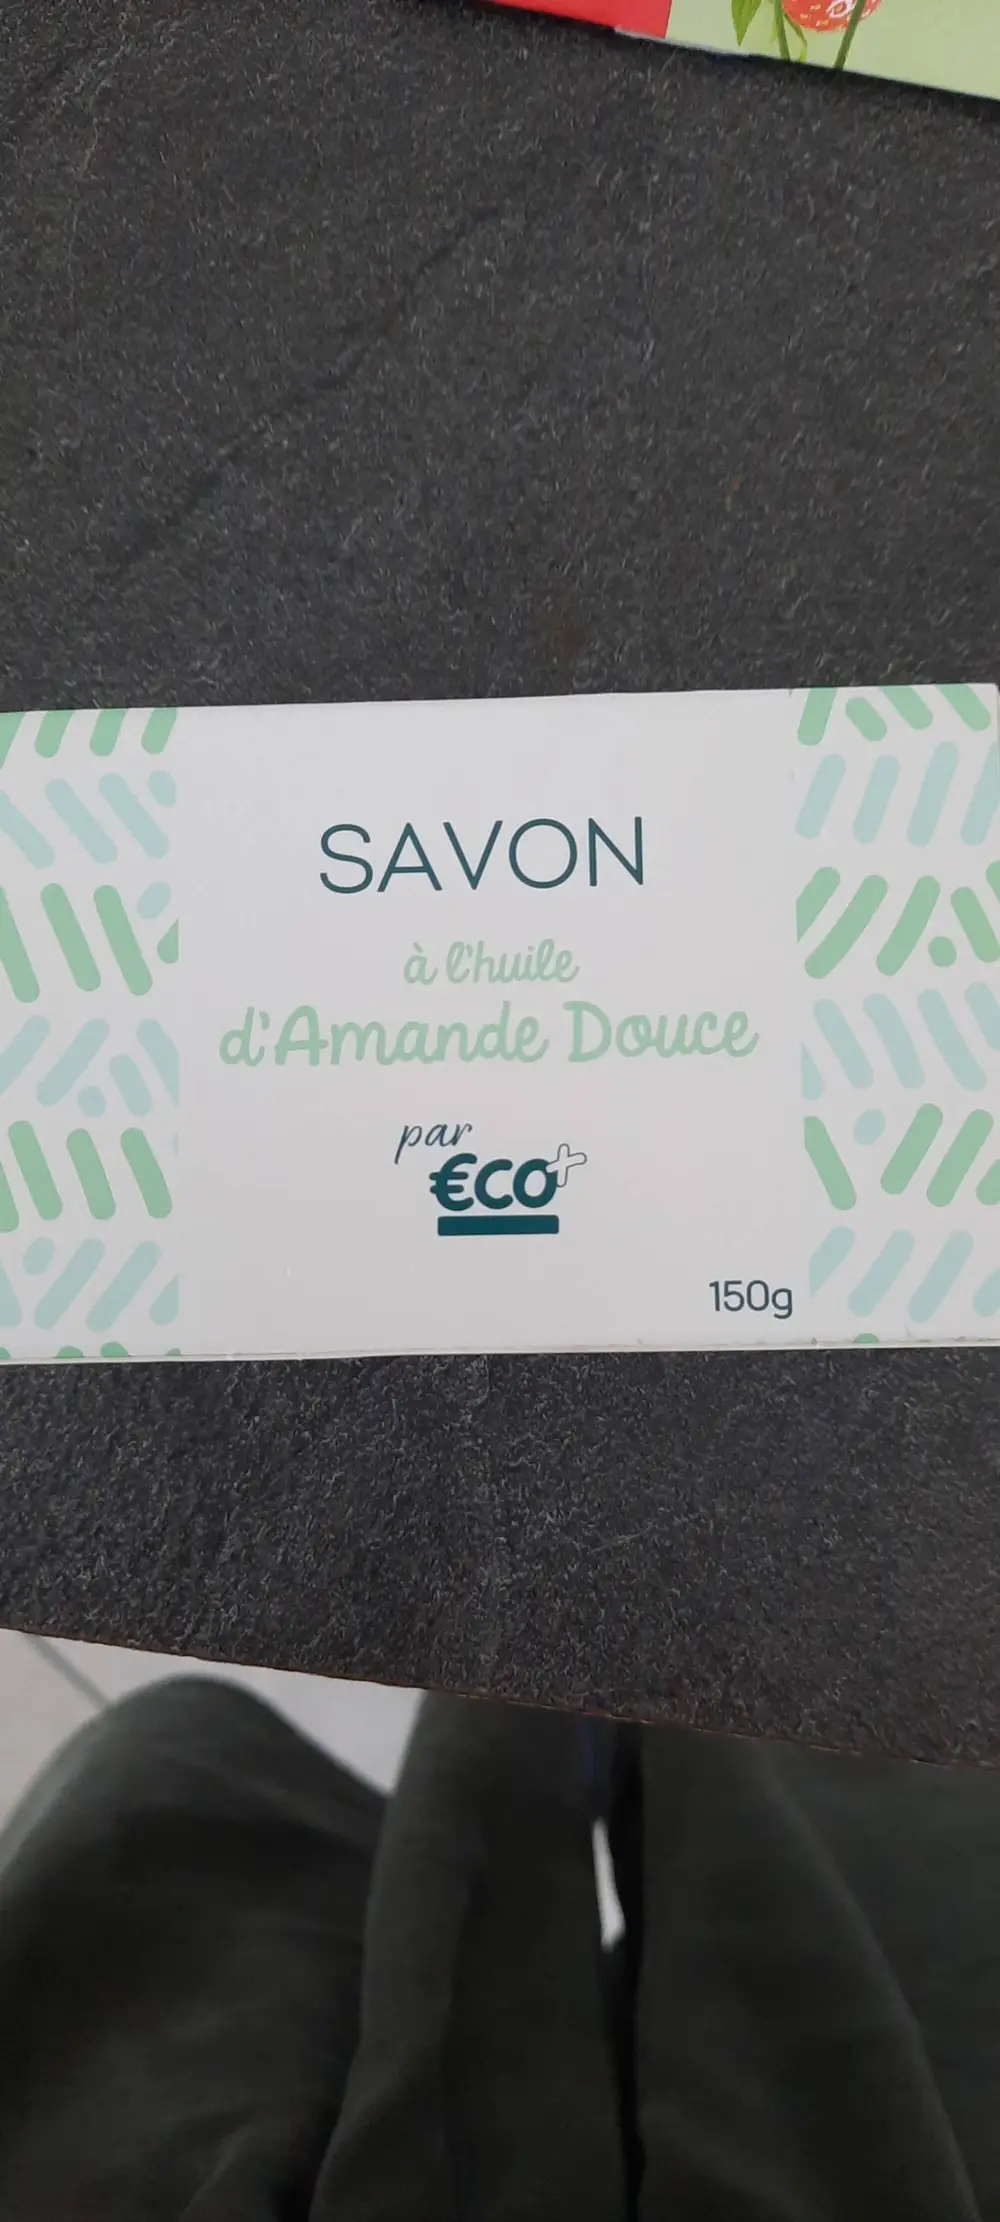 SAVON
à l'huile
d'Amande Douce
par
€co+
150g